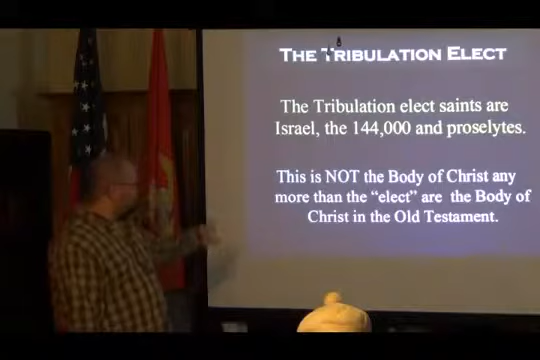 THE TRIBULATION ELECT
The Tribulation elect saints are
Israel, the 144,000 and proselytes.
This is NOT the Body of Christ any
more than the “elect” are the Body of
Christ in the Old Testament.